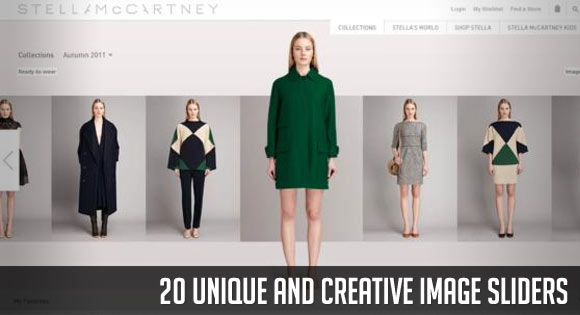 STELLA McCARTNEY
Login My Wishlist Find a Store
COLLECTIONS STELLA'S WORLD SHOP STELLA STELLA MCCARTNEY KIDS
Collections Autumn 2011
Ready to wear
Image
My Favorites
20 UNIQUE AND CREATIVE IMAGE SLIDERS